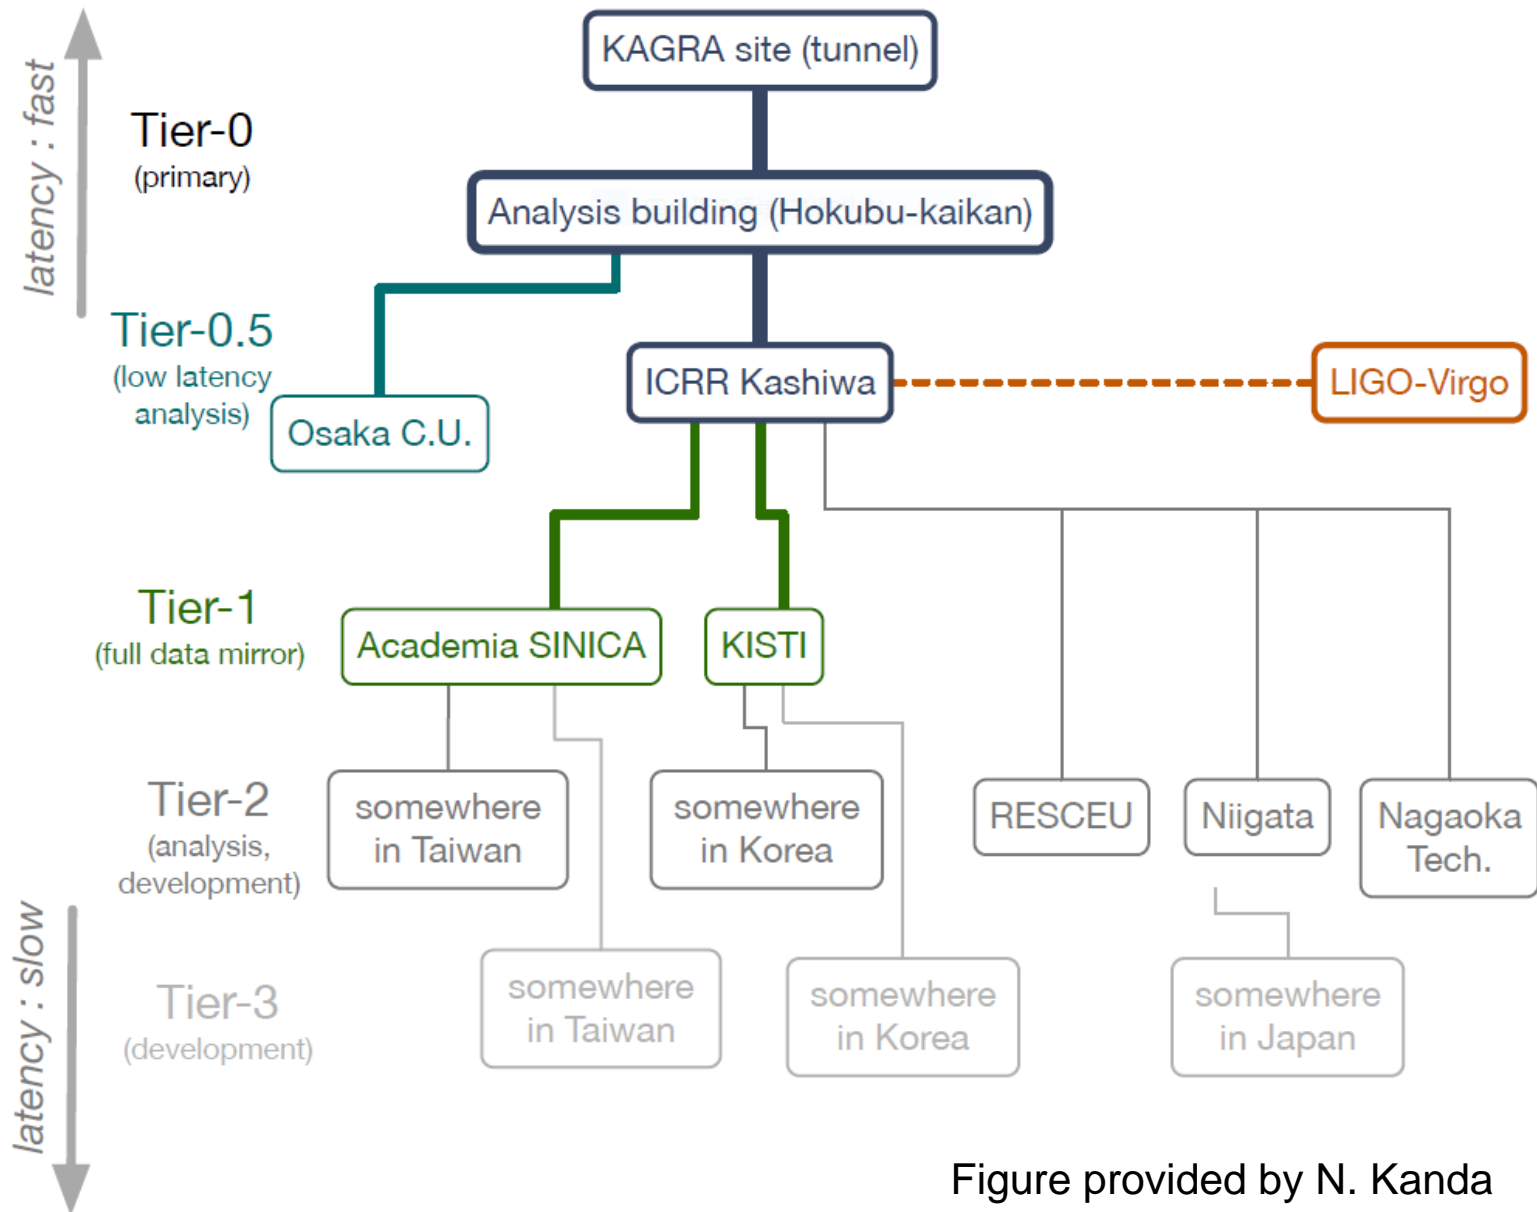 KAGRA site (tunnel)
latency : fast
Tier-0
(primary)
Analysis building (Hokubu-kaikan)
Tier-0.5
(low latency
analysis)
ICRR Kashiwa
LIGO-Virgo
Osaka C.U.
Tier-1
(full data mirror)
Academia SINICA
KISTI
Tier-2
(analysis,
development)
somewhere
in Taiwan
somewhere
in Korea
RESCEU
Niigata
Nagaoka
Tech.
latency : slow
Tier-3
(development)
somewhere
in Taiwan
somewhere
in Korea
somewhere
in Japan
Figure provided by N. Kanda